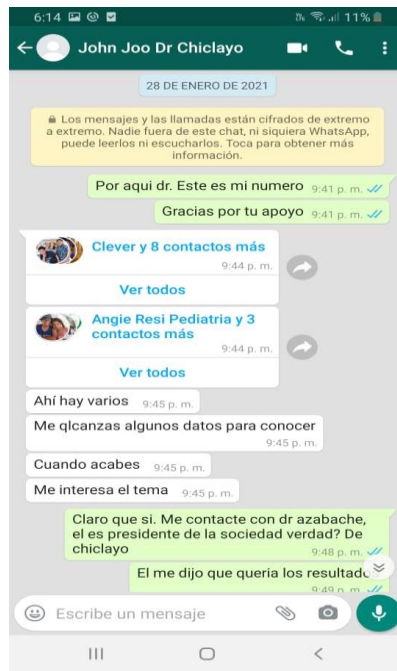 6:14
11%
John Joo Dr Chiclayo
28 DE ENERO DE 2021
Los mensajes y las llamadas están cifrados de extremo
a extremo. Nadie fuera de este chat, ni siquiera WhatsApp,
puede leerlos ni escucharlos. Toca para obtener más
información.
Por aqui dr. Este es mi numero 9:41 p. m.
Gracias por tu apoyo 9:41 p. m.
Clever y 8 contactos más
9:44 p. m.
Ver todos
Angie Resi Pediatria y 3
contactos más
9:44 p. m.
Ver todos
Ahí hay varios 9:45 p. m.
Me qlcanzas algunos datos para conocer
9:45 p. m.
Cuando acabes 9:45 p. m.
Me interesa el tema 9:45 p. m.
Claro que si. Me contacte con dr azabache,
el es presidente de la sociedad verdad? De
chiclayo 9:48 p. m.
El me dijo que queria los resultado
9:49 p. m.
Escribe un mensaje